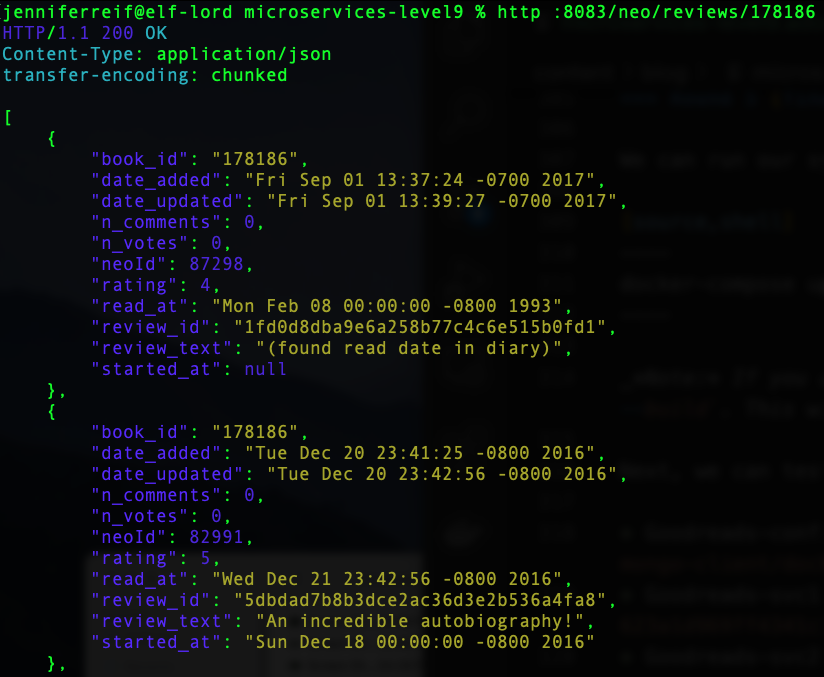 jenniferreif@elf-lord microservices-level9 % http :8083/neo/reviews/178186
HTTP/1.1 200 OK
Content-Type: application/json
transfer-encoding: chunked
[
{
"book_id": "178186",
"date_added": "Fri Sep 01 13:37:24 -0700 2017",
"date_updated": "Fri Sep 01 13:39:27 -0700 2017",
"n_comments": 0,
"n_votes": 0,
"neoId": 87298,
"rating": 4,
"read_at": "Mon Feb 08 00:00:00 -0800 1993",
"review_id": "1fd0d8dba9e6a258b77c4c6e515b0fd1",
"review_text": "(found read date in diary)",
"started_at": null
},
{
"book_id": "178186",
"date_added": "Tue Dec 20 23:41:25 -0800 2016",
"date_updated": "Tue Dec 20 23:42:56 -0800 2016",
"n_comments": 0,
"n_votes": 0,
"neoId": 82991,
"rating": 5,
"read_at": "Wed Dec 21 23:42:56 -0800 2016",
"review_id": "5dbdad7b8b3dce2ac36d3e2b536a4fa8",
"review_text": "An incredible autobiography!",
"started_at": "Sun Dec 18 00:00:00 -0800 2016"
},